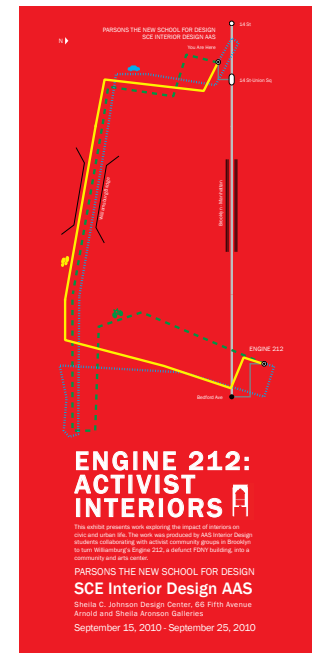 PARSONS THE NEW SCHOOL FOR DESIGN
SCE INTERIOR DESIGN AAS
You Are Here
N
14 St
14 St-Union Sq
Williamsburg Bridge
Brooklyn . Manhattan
ENGINE 212
Bedford Ave
ENGINE 212:
ACTIVIST
INTERIORS
This exhibit presents work exploring the impact of interiors on
civic and urban life. The work was produced by AAS Interior Design
students collaborating with activist community groups in Brooklyn
to turn Williamburg's Engine 212, a defunct FDNY building, into a
community and arts center.
PARSONS THE NEW SCHOOL FOR DESIGN
SCE Interior Design AAS
Sheila C. Johnson Design Center, 66 Fifth Avenue
Arnold and Sheila Aronson Galleries
September 15, 2010 - September 25, 2010